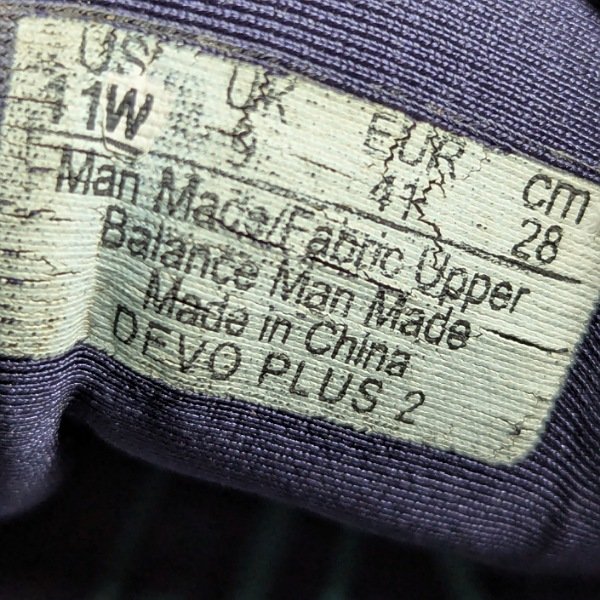 US UK EUR cm
11W 9 41 28
Man Made/Fabric Upper
Balance Man Made
Made in China
DEVO PLUS 2